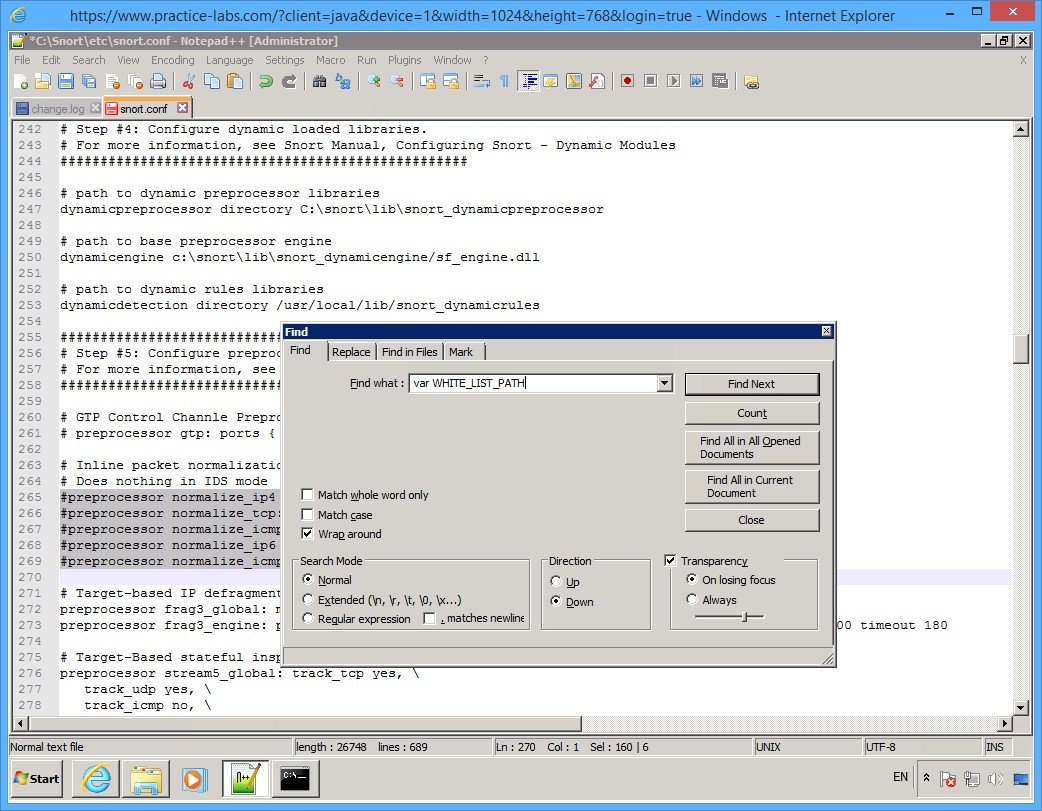 https://www.practice-labs.com/?client=java&device=1&width=1024&height=768&login=true - Windows - Internet Explorer
*C:\Snort\etc\snort.conf - Notepad++ [Administrator]
File Edit Search View Encoding Language Settings Macro Run Plugins Window ? X
change.log snort.conf
242 # Step #4: Configure dynamic loaded libraries.
243 # For more information, see Snort Manual, Configuring Snort - Dynamic Modules
244 ###################################################
245
246 # path to dynamic preprocessor libraries
247 dynamicpreprocessor directory C:\snort\lib\snort_dynamicpreprocessor
248
249 # path to base preprocessor engine
250 dynamicengine c:\snort\lib\snort_dynamicengine/sf_engine.dll
251
252 # path to dynamic rules libraries
253 dynamicdetection directory /usr/local/lib/snort_dynamicrules
254
255 ############################
256 # Step #5: Configure preproc
257 # For more information, see
258 ############################
259
260 # GTP Control Channle Prepro
261 # preprocessor gtp: ports {
262
263 # Inline packet normalizatio
264 # Does nothing in IDS mode
265 #preprocessor normalize_ip4
266 #preprocessor normalize_tcp:
267 #preprocessor normalize_icmp
268 #preprocessor normalize_ip6
269 #preprocessor normalize_icmp
270
271 # Target-based IP defragment
272 preprocessor frag3_global: m
273 preprocessor frag3_engine: p 00 timeout 180
274
275 # Target-Based stateful insp
276 preprocessor stream5_global: track_tcp yes, \
277 track_udp yes, \
278 track_icmp no, \
Find
Find Replace Find in Files Mark
Find what : var WHITE_LIST_PATH
Find Next
Count
Find All in All Opened
Documents
Find All in Current
Document
Close
Match whole word only
Match case
Wrap around
Search Mode
Normal
Extended (\n, \r, \t, \0, \x...)
Regular expression . matches newline
Direction
Up
Down
Transparency
On losing focus
Always
Normal text file length : 26748 lines : 689 Ln : 270 Col : 1 Sel : 160 | 6 UNIX UTF-8 INS
Start EN